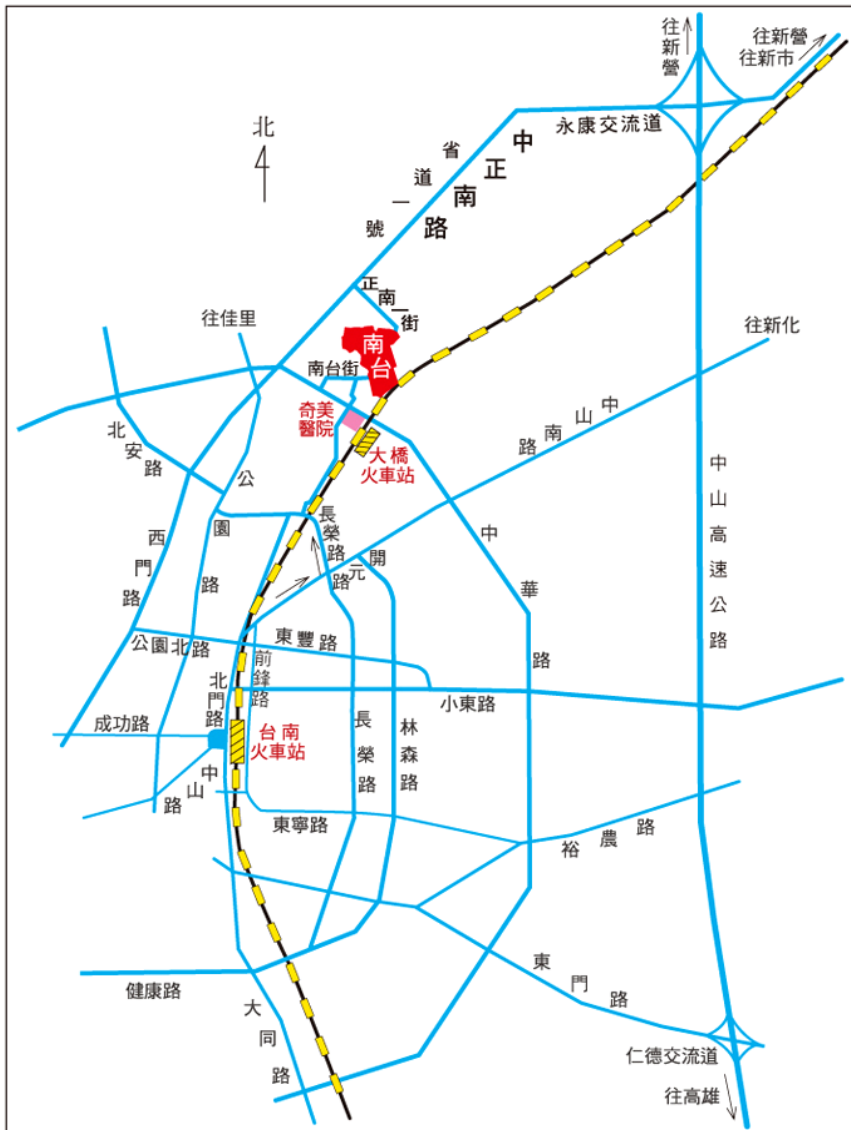 往新營
往新營
往新市
永康交流道
北
省道一號
中正南路
正南一街
往佳里
南台
南台街
往新化
奇美
醫院
大橋
火車站
中山南路
北安路
公園路
西門路
長榮路
開元路
中華路
中山高速公路
公園北路
東豐路
前鋒路
北門路
小東路
成功路
台南
火車站
長榮路
林森路
中山路
東寧路
裕農路
東門路
健康路
大同路
仁德交流道
往高雄